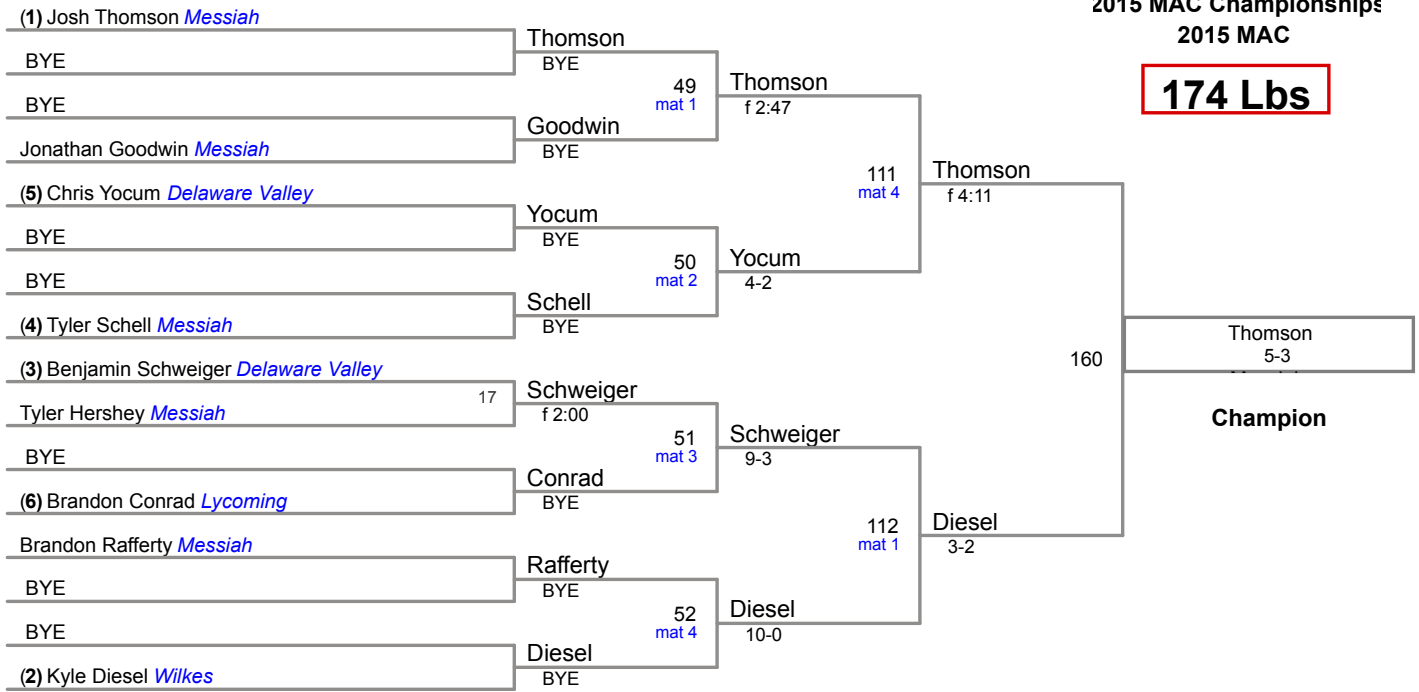 2015 MAC Championships
2015 MAC
174 Lbs
(1) Josh Thomson Messiah
BYE
BYE
Jonathan Goodwin Messiah
(5) Chris Yocum Delaware Valley
BYE
BYE
(4) Tyler Schell Messiah
(3) Benjamin Schweiger Delaware Valley
17
Tyler Hershey Messiah
BYE
(6) Brandon Conrad Lycoming
Brandon Rafferty Messiah
BYE
BYE
(2) Kyle Diesel Wilkes
Thomson
BYE
49
mat 1
Goodwin
BYE
Yocum
BYE
50
mat 2
Schell
BYE
Schweiger
f 2:00
51
mat 3
Conrad
BYE
Rafferty
BYE
52
mat 4
Diesel
BYE
Thomson
f 2:47
111
mat 4
Yocum
4-2
Schweiger
9-3
112
mat 1
Diesel
10-0
Thomson
f 4:11
160
Diesel
3-2
Thomson
5-3
Champion